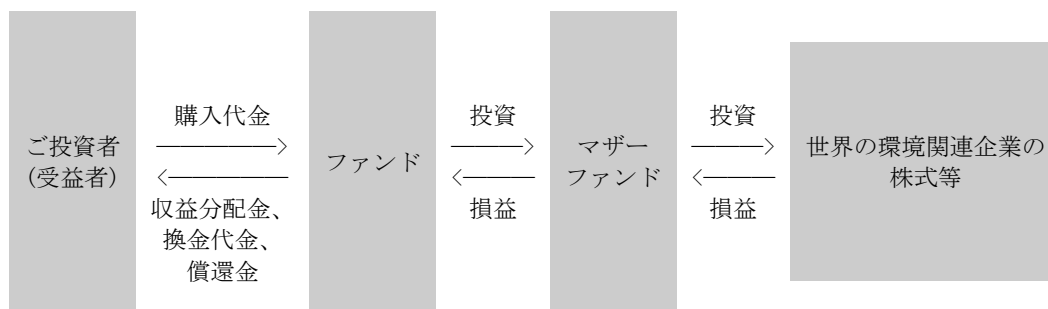 ご投資者
(受益者)
購入代金
収益分配金、
換金代金、
償還金
ファンド
投資
損益
マザー
ファンド
投資
損益
世界の環境関連企業の
株式等